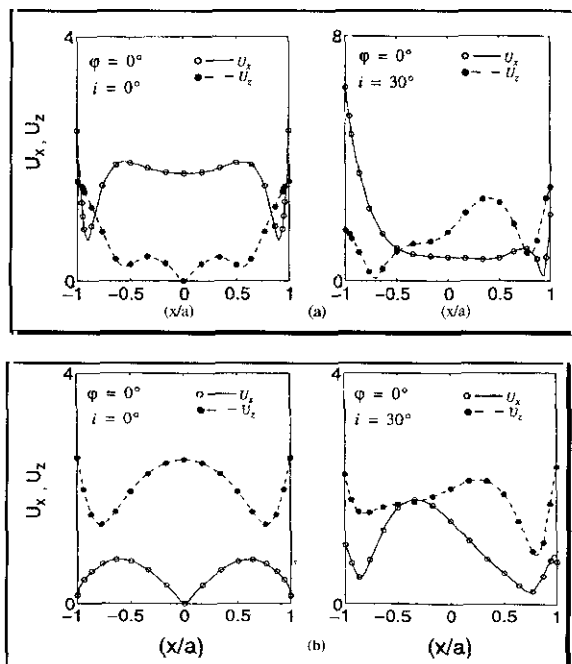 4
φ = 0°
i = 0°
U_x
U_z
U_x , U_z
0
-1 -0.5 0 0.5 1
(x/a)
8
φ = 0°
i = 30°
U_x
U_z
0
-1 -0.5 0 0.5 1
(x/a)
(a)
4
φ = 0°
i = 0°
U_x
U_z
U_x , U_z
0
-1 -0.5 0 0.5 1
(x/a)
4
φ = 0°
i = 30°
U_x
U_z
0
-1 -0.5 0 0.5 1
(x/a)
(b)